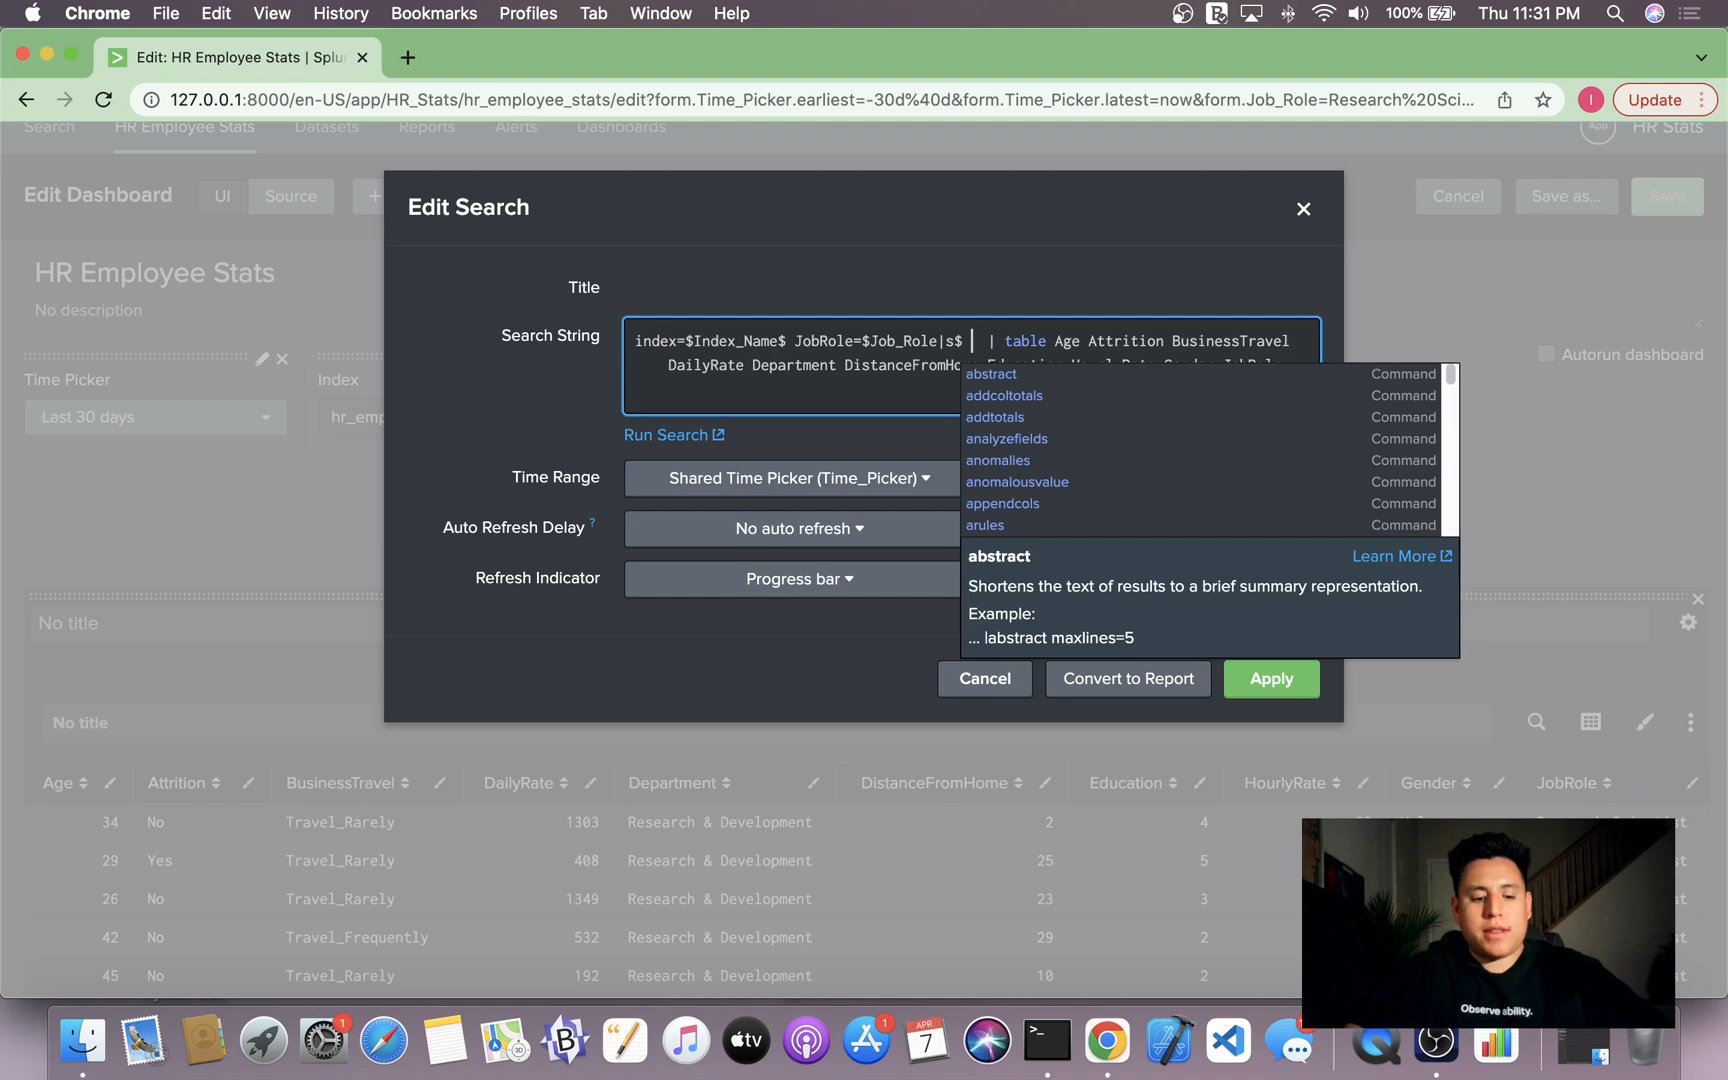 Chrome File Edit View History Bookmarks Profiles Tab Window Help 100% Thu 11:31 PM
Edit: HR Employee Stats | Splu
127.0.0.1:8000/en-US/app/HR_Stats/hr_employee_stats/edit?form.Time_Picker.earliest=-30d%40d&form.Time_Picker.latest=now&form.Job_Role=Research%20Sci... Update
Search HR Employee Stats Datasets Reports Alerts Dashboards App HR Stats
Edit Dashboard UI Source + Cancel Save as... Save
Edit Search
HR Employee Stats
No description
Title
Search String
index=$Index_Name$ JobRole=$Job_Role|s$ | table Age Attrition BusinessTravel
DailyRate Department DistanceFromHo
Autorun dashboard
Time Picker Index
Last 30 days hr_emp
abstract Command
addcoltotals Command
addtotals Command
analyzefields Command
anomalies Command
anomalousvalue Command
appendcols Command
arules Command
Run Search
Time Range Shared Time Picker (Time_Picker)
Auto Refresh Delay ? No auto refresh
Refresh Indicator Progress bar
abstract Learn More
Shortens the text of results to a brief summary representation.
Example:
... |abstract maxlines=5
Cancel Convert to Report Apply
No title
No title
Age Attrition BusinessTravel DailyRate Department DistanceFromHome Education HourlyRate Gender JobRole
34 No Travel_Rarely 1303 Research & Development 2 4
29 Yes Travel_Rarely 408 Research & Development 25 5
26 No Travel_Rarely 1349 Research & Development 23 3
42 No Travel_Frequently 532 Research & Development 29 2
45 No Travel_Rarely 192 Research & Development 10 2
Observe ability.
1 3D tv 1 APR 7